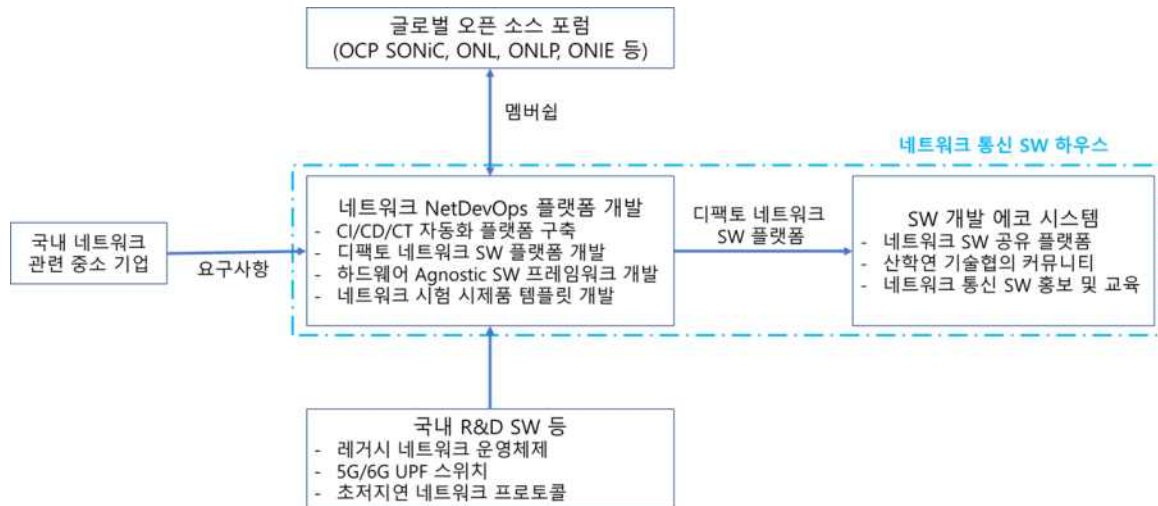 글로벌 오픈 소스 포럼
(OCP SONiC, ONL, ONLP, ONIE 등)
멤버쉽
네트워크 통신 SW 하우스
국내 네트워크
관련 중소 기업
요구사항
네트워크 NetDevOps 플랫폼 개발
- CI/CD/CT 자동화 플랫폼 구축
- 디팩토 네트워크 SW 플랫폼 개발
- 하드웨어 Agnostic SW 프레임워크 개발
- 네트워크 시험 시제품 템플릿 개발
디팩토 네트워크
SW 플랫폼
SW 개발 에코 시스템
- 네트워크 SW 공유 플랫폼
- 산학연 기술협의 커뮤니티
- 네트워크 통신 SW 홍보 및 교육
국내 R&D SW 등
- 레거시 네트워크 운영체제
- 5G/6G UPF 스위치
- 초저지연 네트워크 프로토콜